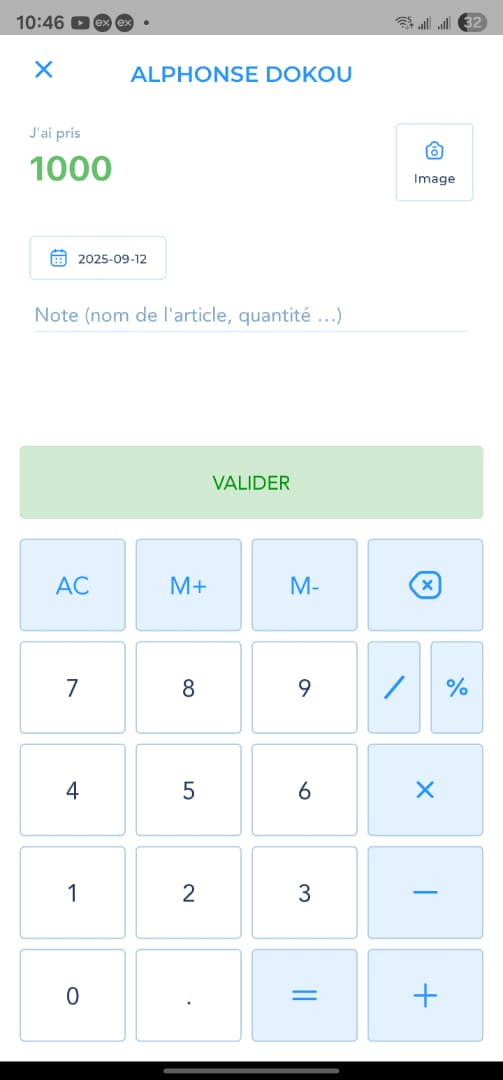 10:46 ex ex 32
ALPHONSE DOKOU
J'ai pris
1000
Image
2025-09-12
Note (nom de l'article, quantité ...)
VALIDER
AC M+ M-
7 8 9 / %
4 5 6 ×
1 2 3 −
0 . = +